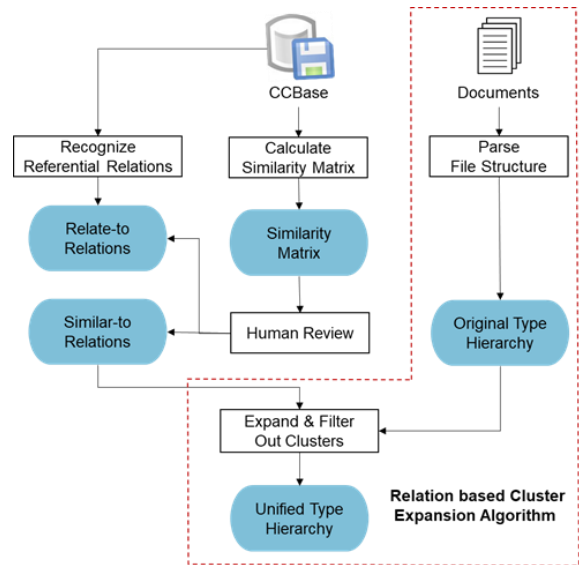 CCBase
Documents
Recognize
Referential Relations
Calculate
Similarity Matrix
Parse
File Structure
Relate-to
Relations
Similarity
Matrix
Similar-to
Relations
Human Review
Original Type
Hierarchy
Expand & Filter
Out Clusters
Unified Type
Hierarchy
Relation based Cluster
Expansion Algorithm